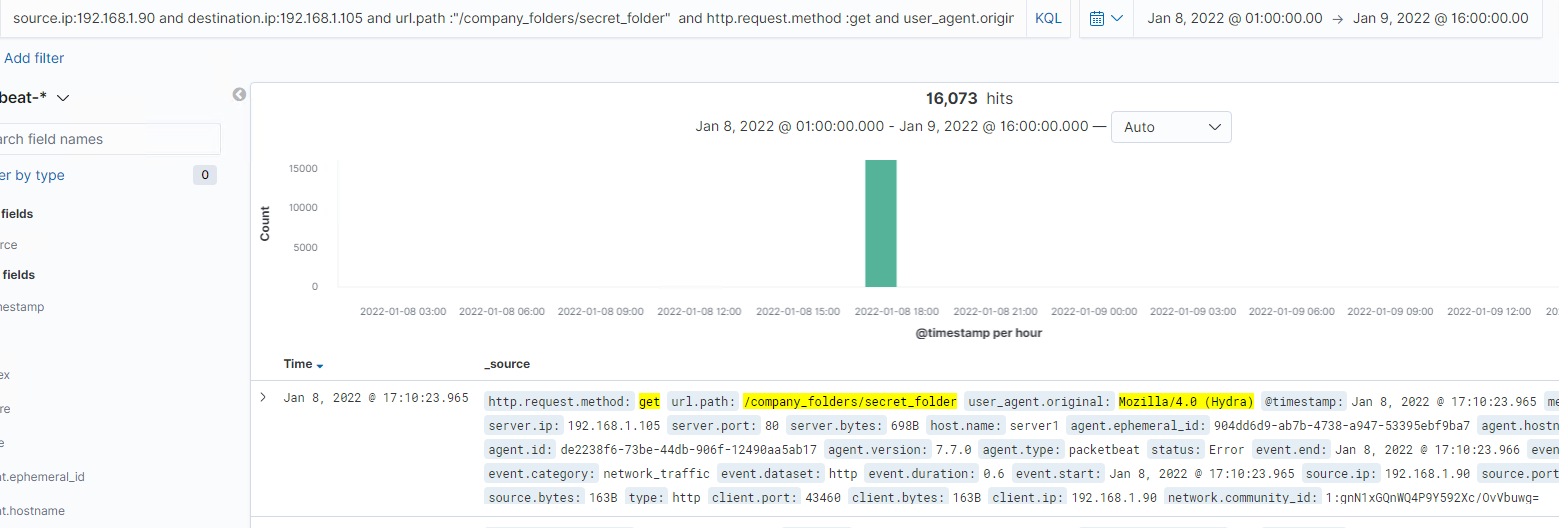 source.ip:192.168.1.90 and destination.ip:192.168.1.105 and url.path :"/company_folders/secret_folder" and http.request.method :get and user_agent.origin
KQL
Jan 8, 2022 @ 01:00:00.00 → Jan 9, 2022 @ 16:00:00.00
Add filter
beat-*
16,073 hits
Jan 8, 2022 @ 01:00:00.000 - Jan 9, 2022 @ 16:00:00.000 — Auto
rch field names
er by type 0
fields
rce
fields
nestamp
ex
re
e
t.ephemeral_id
t.hostname
Count
15000
10000
5000
0
2022-01-08 03:00 2022-01-08 06:00 2022-01-08 09:00 2022-01-08 12:00 2022-01-08 15:00 2022-01-08 18:00 2022-01-08 21:00 2022-01-09 00:00 2022-01-09 03:00 2022-01-09 06:00 2022-01-09 09:00 2022-01-09 12:00 20
@timestamp per hour
Time _source
Jan 8, 2022 @ 17:10:23.965
http.request.method: get url.path: /company_folders/secret_folder user_agent.original: Mozilla/4.0 (Hydra) @timestamp: Jan 8, 2022 @ 17:10:23.965 me
server.ip: 192.168.1.105 server.port: 80 server.bytes: 698B host.name: server1 agent.ephemeral_id: 904dd6d9-ab7b-4738-a947-53395ebf9ba7 agent.hostn
agent.id: de2238f6-73be-44db-906f-12490aa5ab17 agent.version: 7.7.0 agent.type: packetbeat status: Error event.end: Jan 8, 2022 @ 17:10:23.966 even
event.category: network_traffic event.dataset: http event.duration: 0.6 event.start: Jan 8, 2022 @ 17:10:23.965 source.ip: 192.168.1.90 source.port
source.bytes: 163B type: http client.port: 43460 client.bytes: 163B client.ip: 192.168.1.90 network.community_id: 1:gnN1xGQnWQ4P9Y592Xc/OvVbuwg=